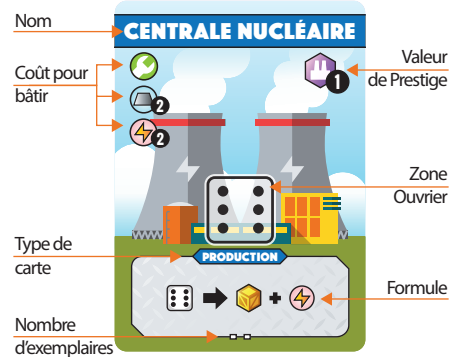 Nom
CENTRALE NUCLÉAIRE
Coût pour
bâtir
2
2
1
Valeur
de Prestige
Zone
Ouvrier
Type de
carte
PRODUCTION
+
Formule
Nombre
d'exemplaires